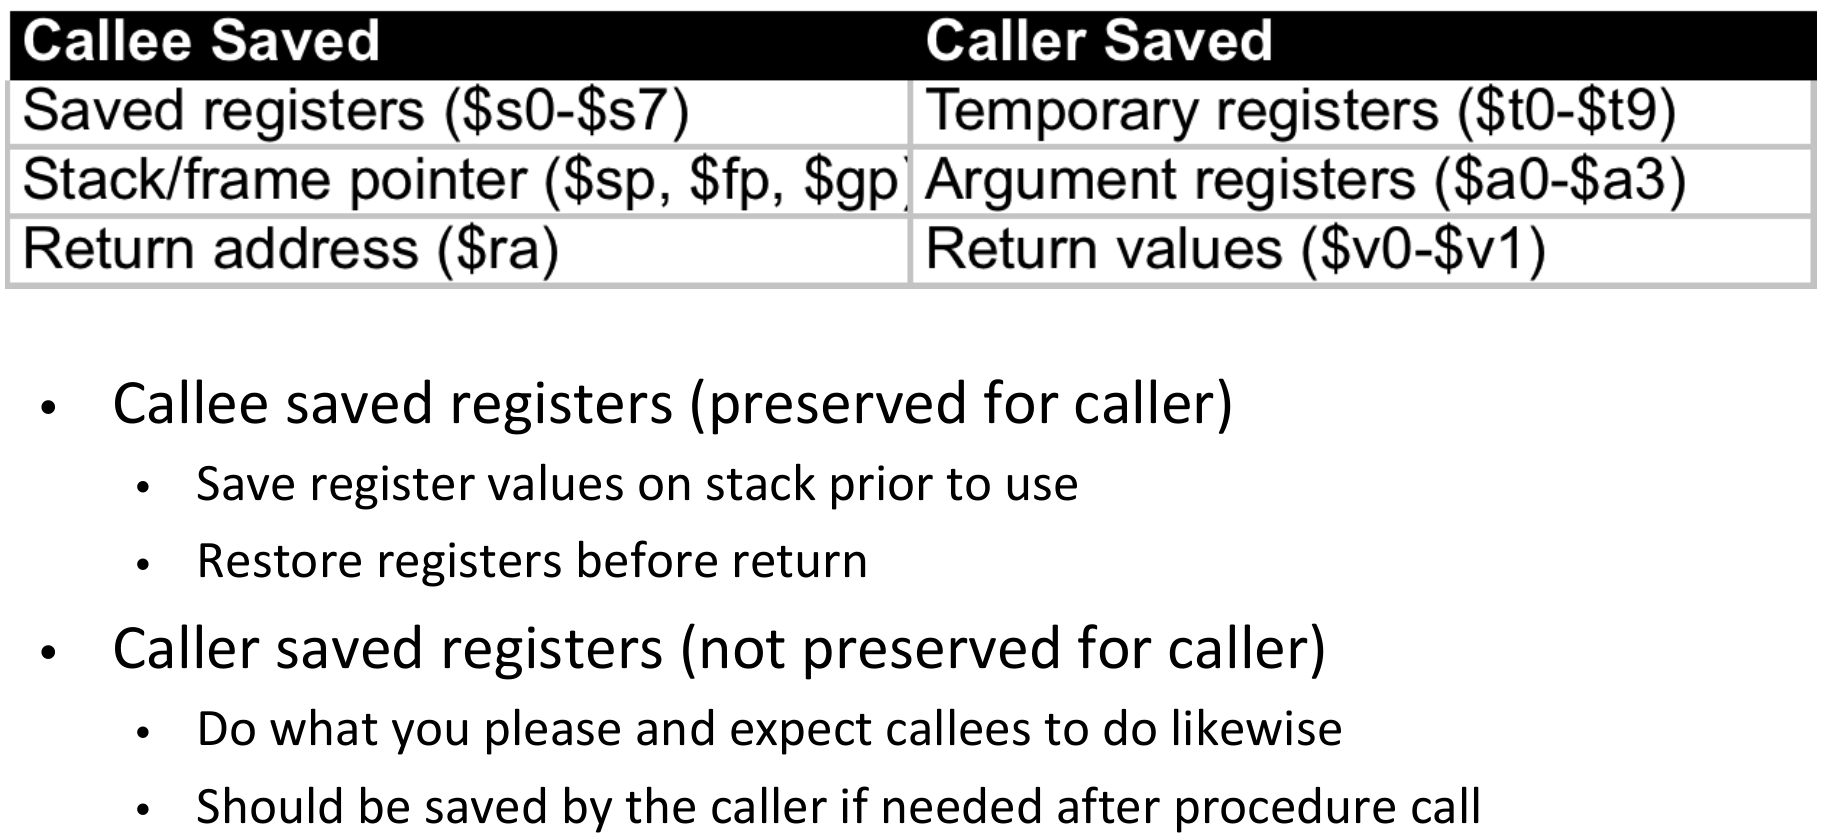 Callee Saved Caller Saved
Saved registers ($s0-$s7) Temporary registers ($t0-$t9)
Stack/frame pointer ($sp, $fp, $gp) Argument registers ($a0-$a3)
Return address ($ra) Return values ($v0-$v1)
• Callee saved registers (preserved for caller)
• Save register values on stack prior to use
• Restore registers before return
• Caller saved registers (not preserved for caller)
• Do what you please and expect callees to do likewise
• Should be saved by the caller if needed after procedure call